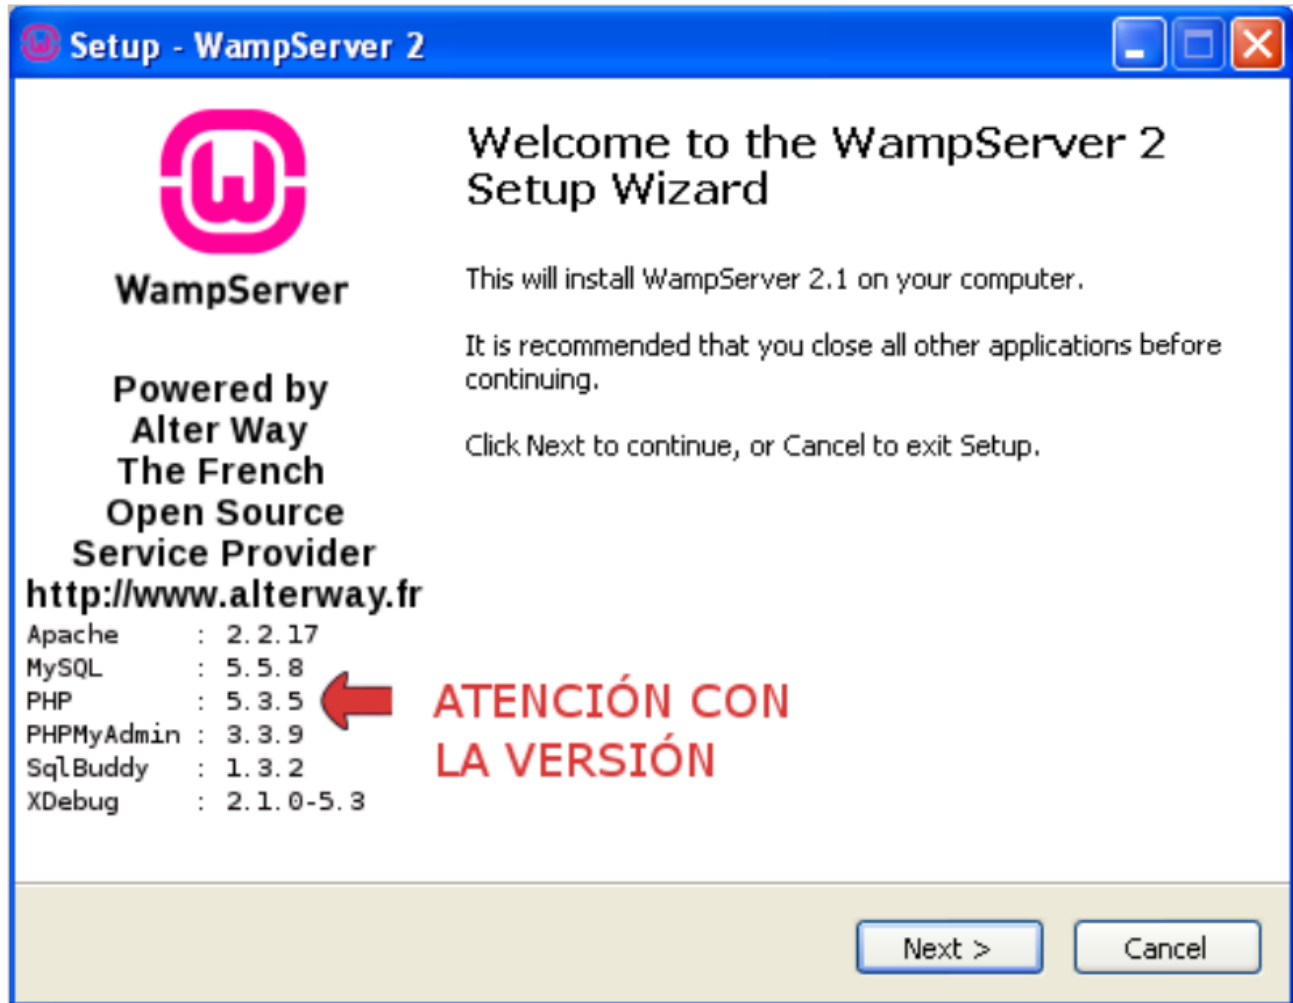 Setup - WampServer 2
WampServer
Powered by
Alter Way
The French
Open Source
Service Provider
http://www.alterway.fr
Apache : 2.2.17
MySQL : 5.5.8
PHP : 5.3.5
PHPMyAdmin : 3.3.9
SqlBuddy : 1.3.2
XDebug : 2.1.0-5.3
ATENCIÓN CON
LA VERSIÓN
Welcome to the WampServer 2
Setup Wizard
This will install WampServer 2.1 on your computer.
It is recommended that you close all other applications before
continuing.
Click Next to continue, or Cancel to exit Setup.
Next >
Cancel